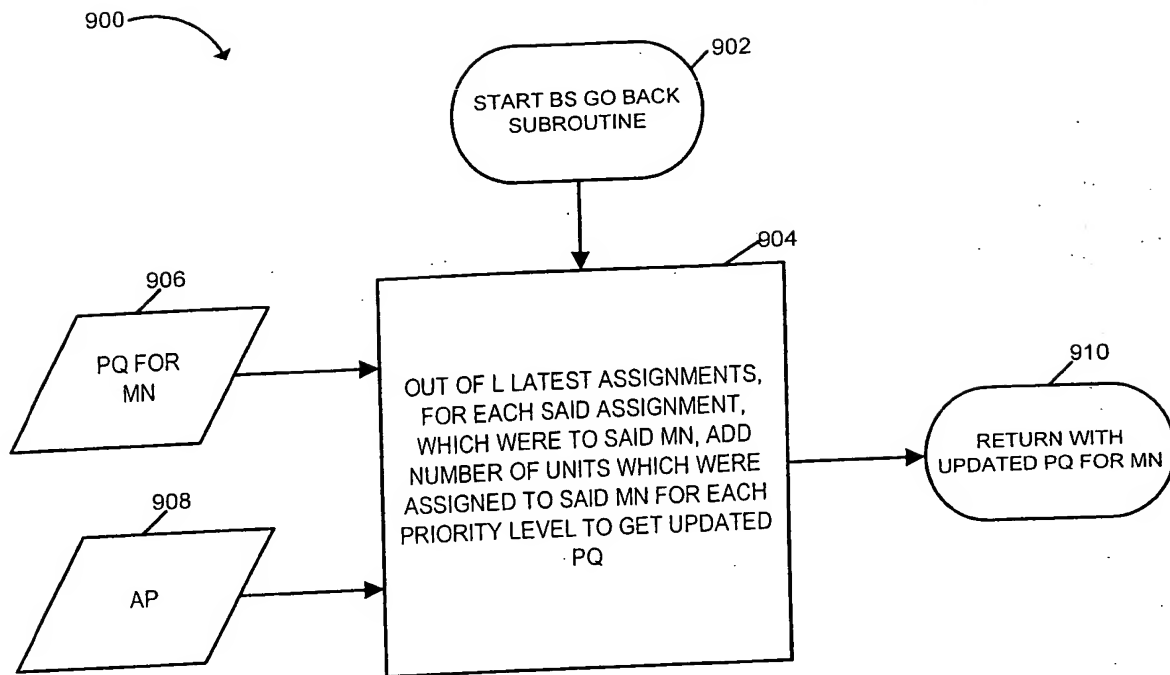 900
902
START BS GO BACK
SUBROUTINE
904
906
PQ FOR
MN
OUT OF L LATEST ASSIGNMENTS,
FOR EACH SAID ASSIGNMENT,
WHICH WERE TO SAID MN, ADD
NUMBER OF UNITS WHICH WERE
ASSIGNED TO SAID MN FOR EACH
PRIORITY LEVEL TO GET UPDATED
PQ
910
RETURN WITH
UPDATED PQ FOR MN
908
AP